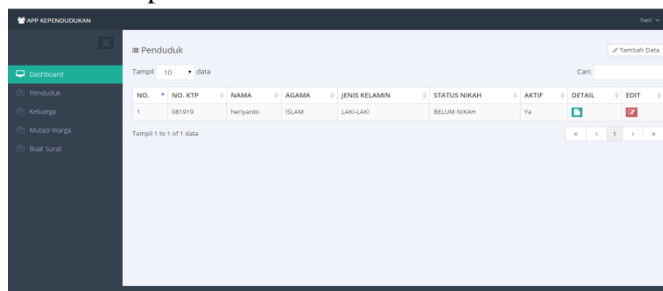 APP KEPENDUDUKAN
heri
Dashboard
Penduduk
Keluarga
Mutasi Warga
Buat Surat
Penduduk
Tambah Data
Tampil 10 data
Cari:
NO. NO. KTP NAMA AGAMA JENIS KELAMIN STATUS NIKAH AKTIF DETAIL EDIT
1 081919 heriyanto ISLAM LAKI-LAKI BELUM NIKAH Ya
Tampil 1 to 1 of 1 data
« < 1 > »